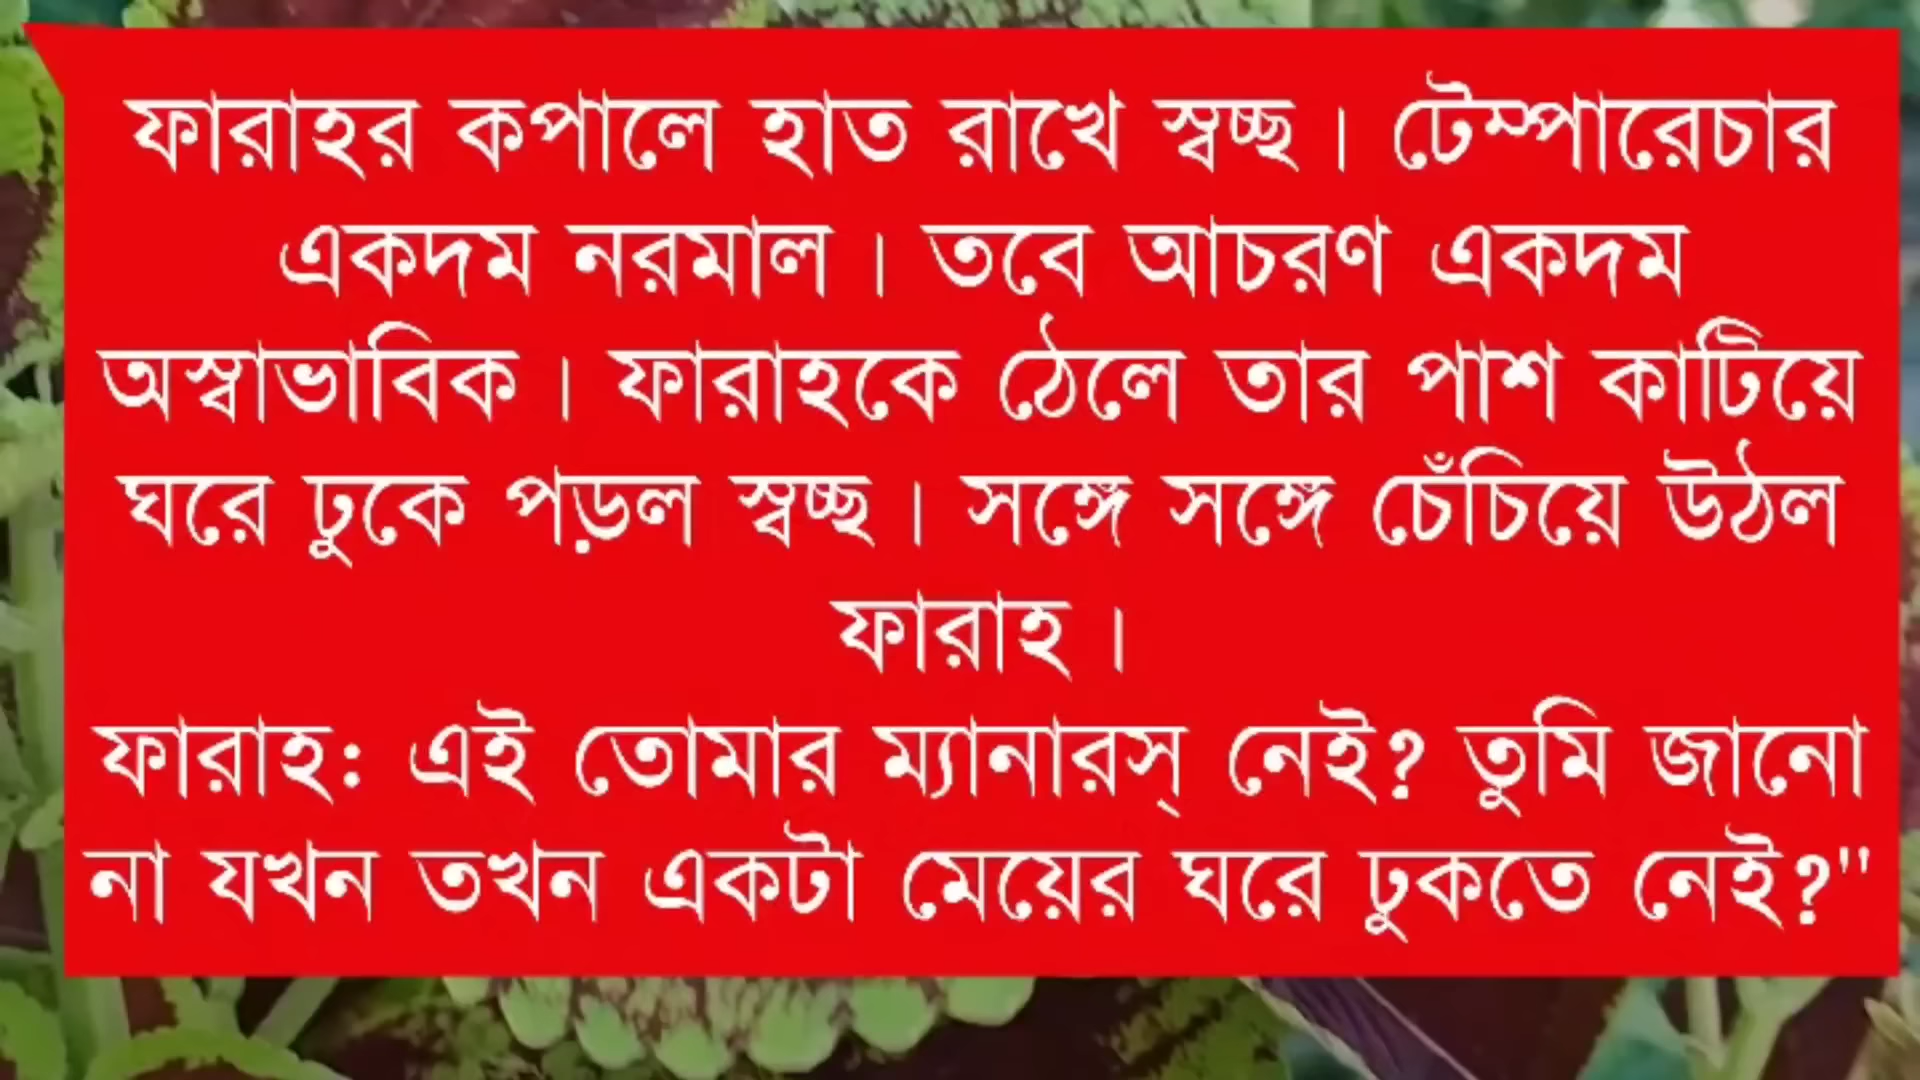 ফারাহর কপালে হাত রাখে স্বচ্ছ। টেম্পারেচার
একদম নরমাল। তবে আচরণ একদম
অস্বাভাবিক। ফারাহকে ঠেলে তার পাশ কাটিয়ে
ঘরে ঢুকে পড়ল স্বচ্ছ। সঙ্গে সঙ্গে চেঁচিয়ে উঠল
ফারাহ।
ফারাহ: এই তোমার ম্যানারস্ নেই? তুমি জানো
না যখন তখন একটা মেয়ের ঘরে ঢুকতে নেই?"